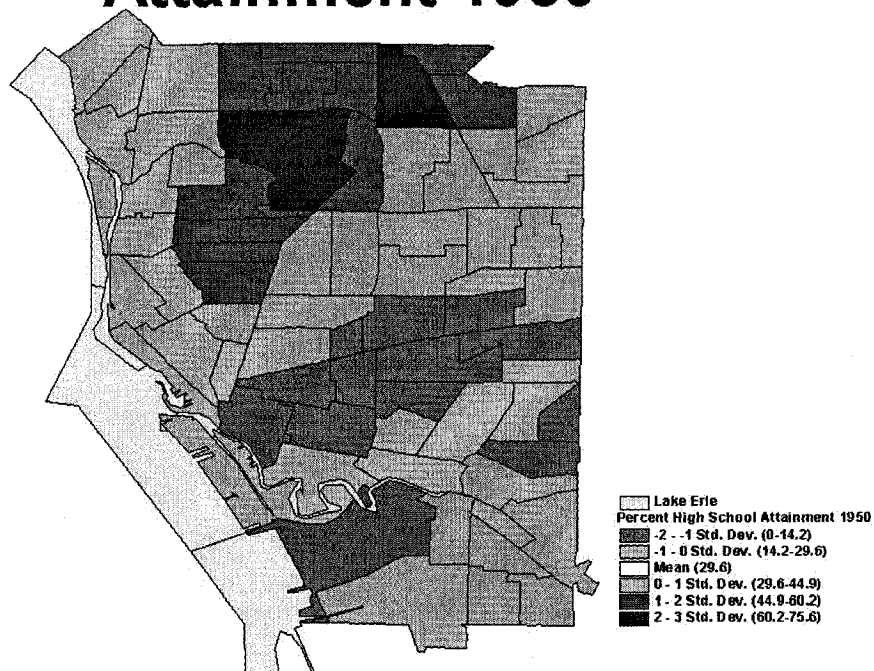 Attainment 1950
Lake Erie
Percent High School Attainment 1950
-2 - -1 Std. Dev. (0-14.2)
-1 - 0 Std. Dev. (14.2-29.6)
Mean (29.6)
0 - 1 Std. Dev. (29.6-44.9)
1 - 2 Std. Dev. (44.9-60.2)
2 - 3 Std. Dev. (60.2-75.6)